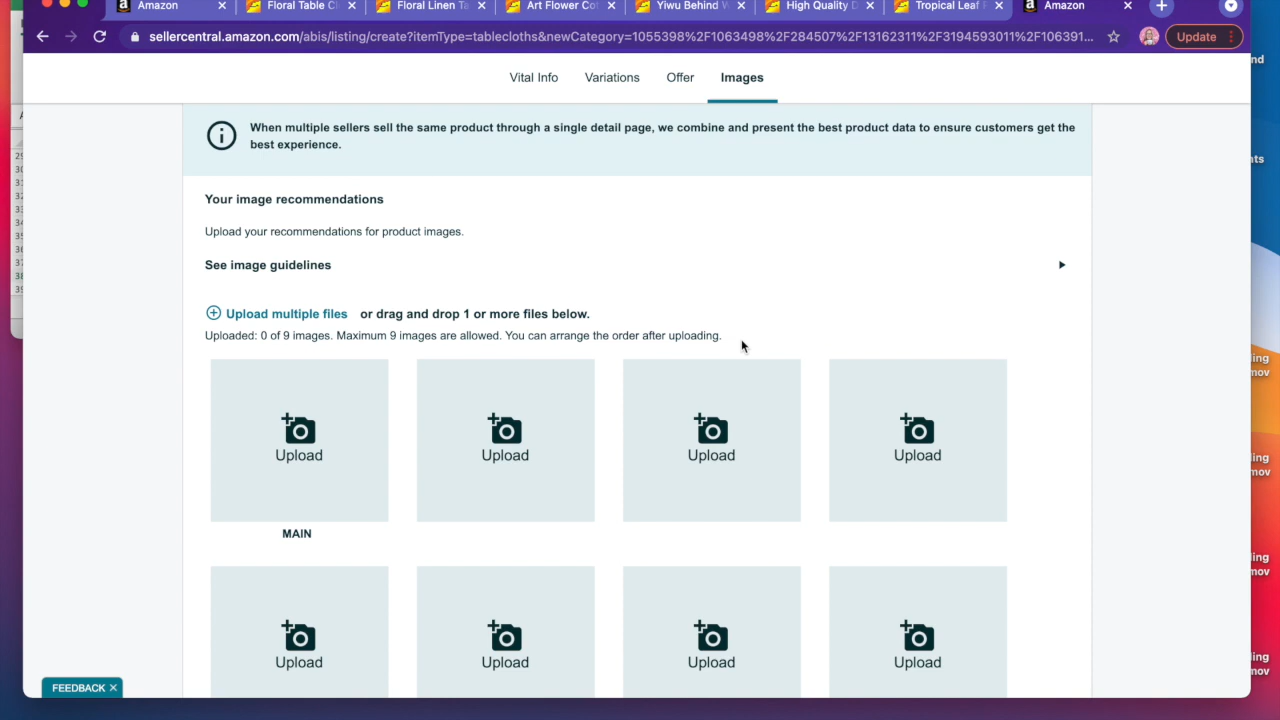 Amazon
Floral Table Cl
Floral Linen Ta
Art Flower Cot
Yiwu Behind W
High Quality D
Tropical Leaf F
Amazon
sellercentral.amazon.com/abis/listing/create?itemType=tablecloths&newCategory=1055398%2F1063498%2F284507%2F13162311%2F3194593011%2F106391...
Update
Vital Info
Variations
Offer
Images
When multiple sellers sell the same product through a single detail page, we combine and present the best product data to ensure customers get the
best experience.
Your image recommendations
Upload your recommendations for product images.
See image guidelines
Upload multiple files or drag and drop 1 or more files below.
Uploaded: 0 of 9 images. Maximum 9 images are allowed. You can arrange the order after uploading.
Upload
Upload
Upload
Upload
MAIN
Upload
Upload
Upload
Upload
FEEDBACK